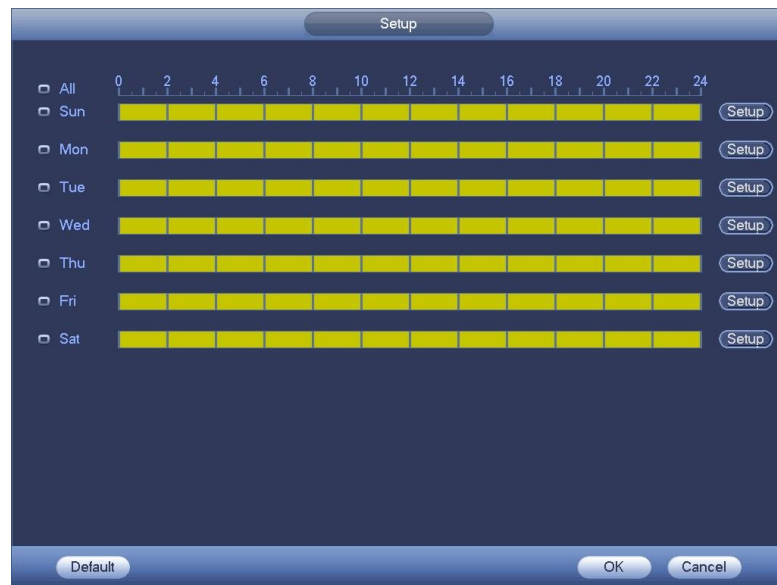 Setup
0 2 4 6 8 10 12 14 16 18 20 22 24
All
Sun Setup
Mon Setup
Tue Setup
Wed Setup
Thu Setup
Fri Setup
Sat Setup
Default OK Cancel